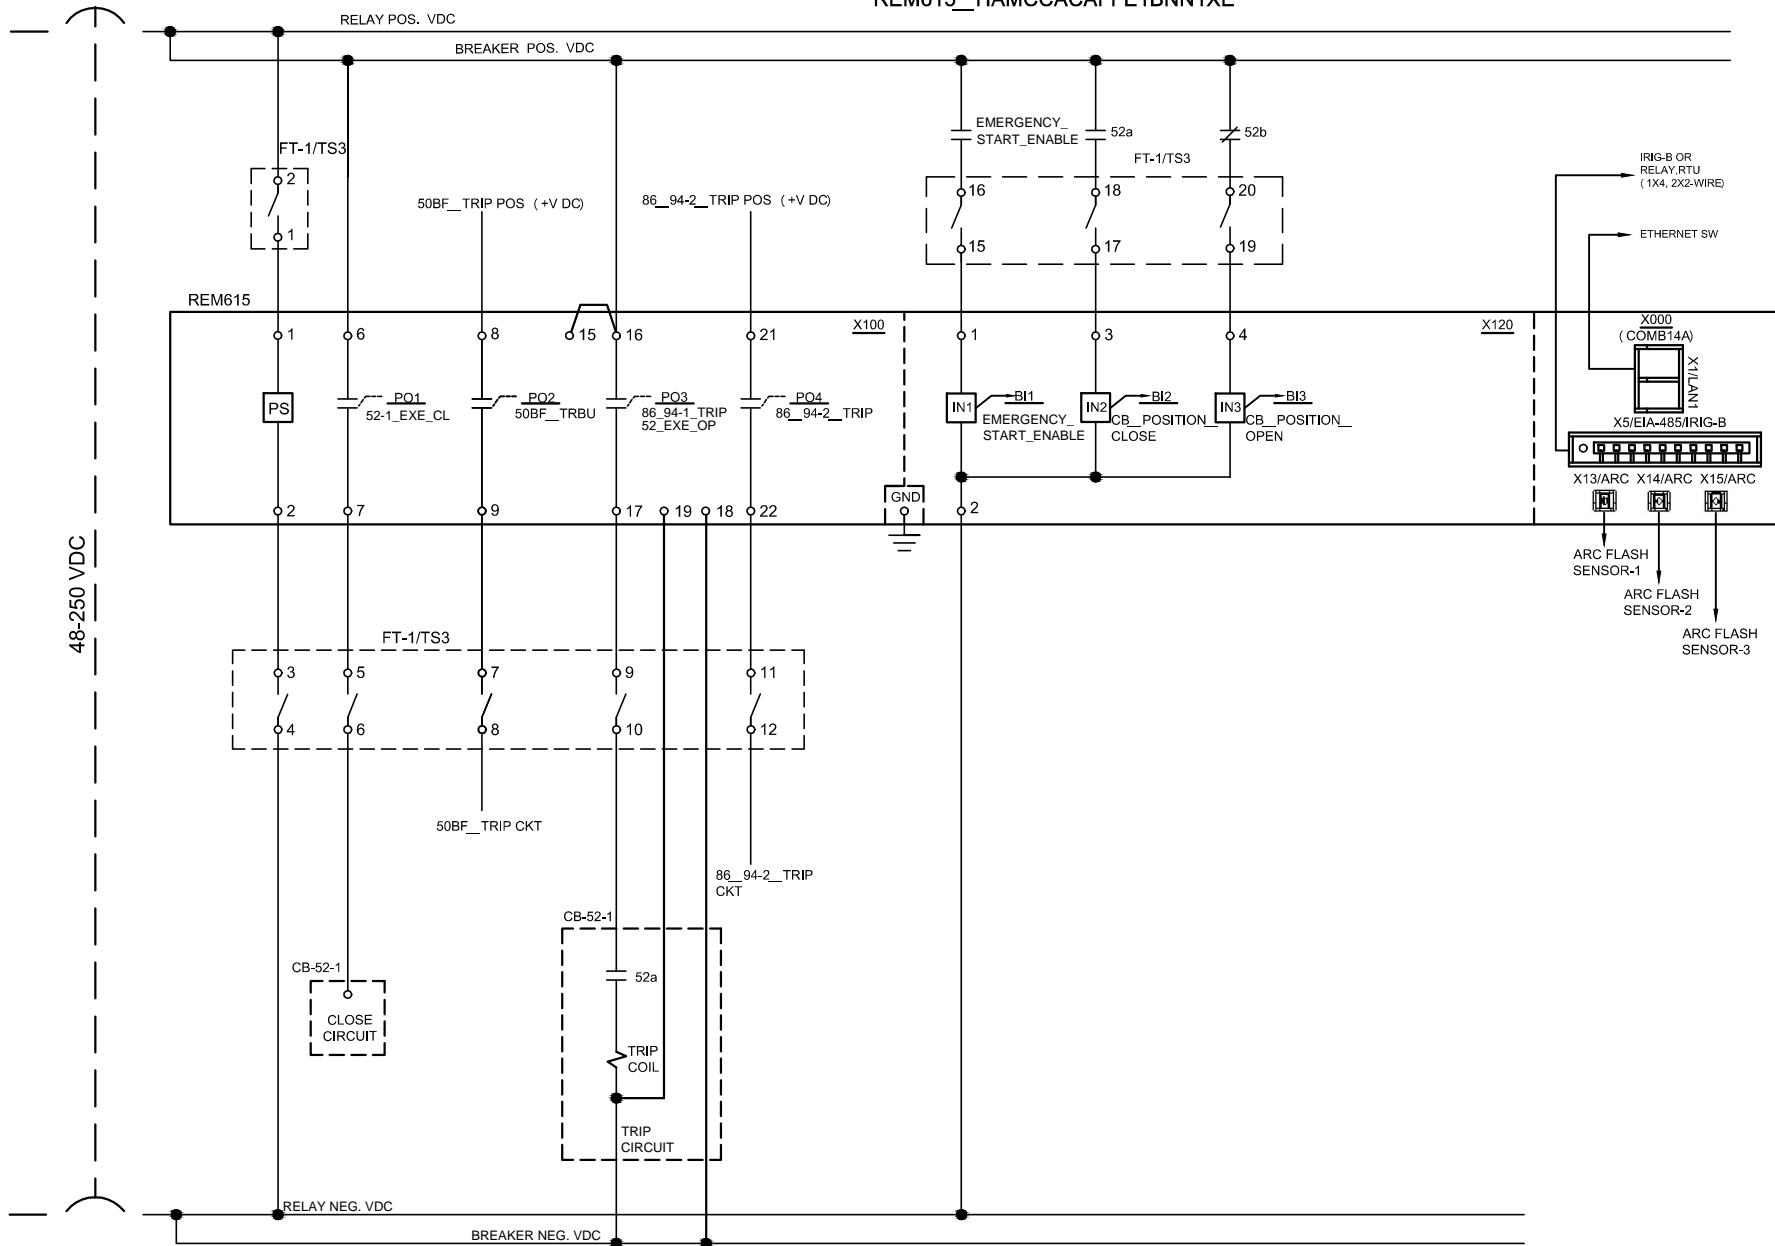 RELAY POS. VDC
BREAKER POS. VDC
EMERGENCY_
START_ENABLE
52a
52b
FT-1/TS3
FT-1/TS3
2
1
50BF__TRIP POS (+V DC)
86__94-2__TRIP POS (+V DC)
16
18
20
15
17
19
IRIG-B OR
RELAY,RTU
( 1X4, 2X2-WIRE)
ETHERNET SW
REM615
1
6
8
15
16
21
X100
1
3
4
X120
X000
( COMB14A)
X1/LAN1
PS
PO1
52-1_EXE_CL
PO2
50BF__TRBU
PO3
86_94-1_TRIP
52_EXE_OP
PO4
86__94-2__TRIP
IN1
BI1
EMERGENCY_
START_ENABLE
IN2
BI2
CB__POSITION__
CLOSE
IN3
BI3
CB__POSITION__
OPEN
X5/EIA-485/IRIG-B
X13/ARC
X14/ARC
X15/ARC
2
7
9
17
19
18
22
GND
2
ARC FLASH
SENSOR-1
ARC FLASH
SENSOR-2
ARC FLASH
SENSOR-3
48-250 VDC
FT-1/TS3
3
5
7
9
11
4
6
8
10
12
50BF__TRIP CKT
86__94-2__TRIP
CKT
CB-52-1
CB-52-1
52a
CLOSE
CIRCUIT
TRIP
COIL
TRIP
CIRCUIT
RELAY NEG. VDC
BREAKER NEG. VDC